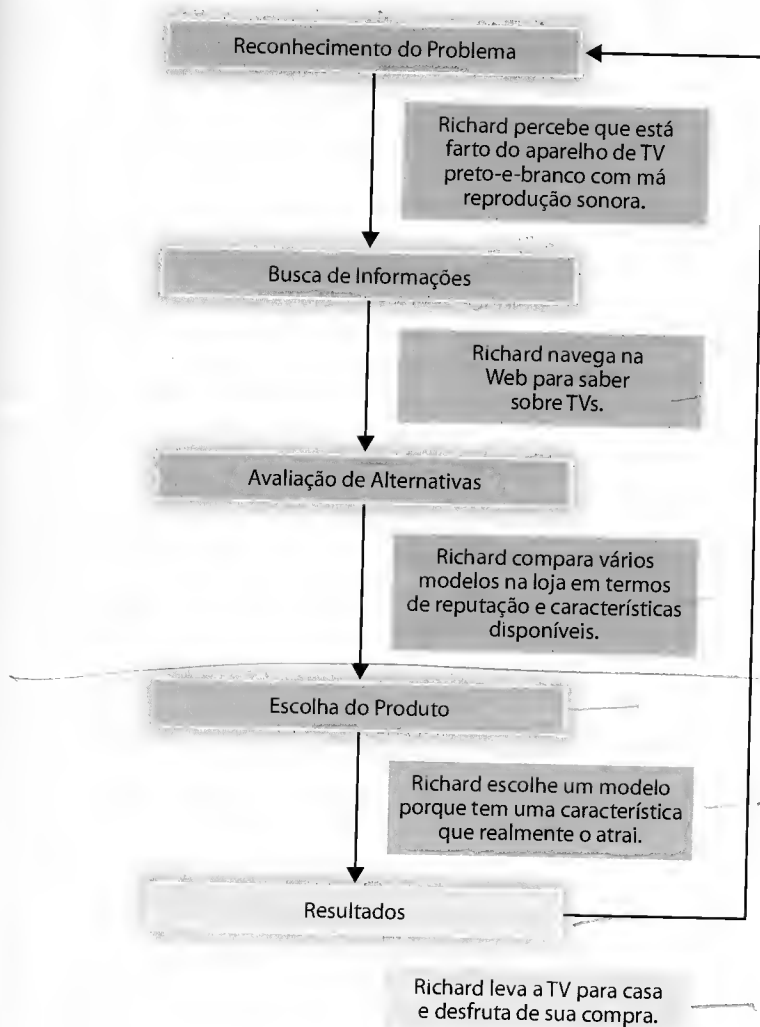 Reconhecimento do Problema
Richard percebe que está
farto do aparelho de TV
preto-e-branco com má
reprodução sonora.
Busca de Informações
Richard navega na
Web para saber
sobre TVs.
Avaliação de Alternativas
Richard compara vários
modelos na loja em termos
de reputação e características
disponíveis.
Escolha do Produto
Richard escolhe um modelo
porque tem uma característica
que realmente o atrai.
Resultados
Richard leva a TV para casa
e desfruta de sua compra.